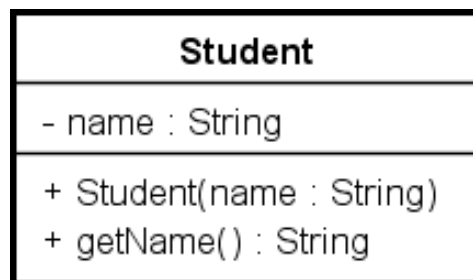 Student
- name : String
+ Student(name : String)
+ getName() : String